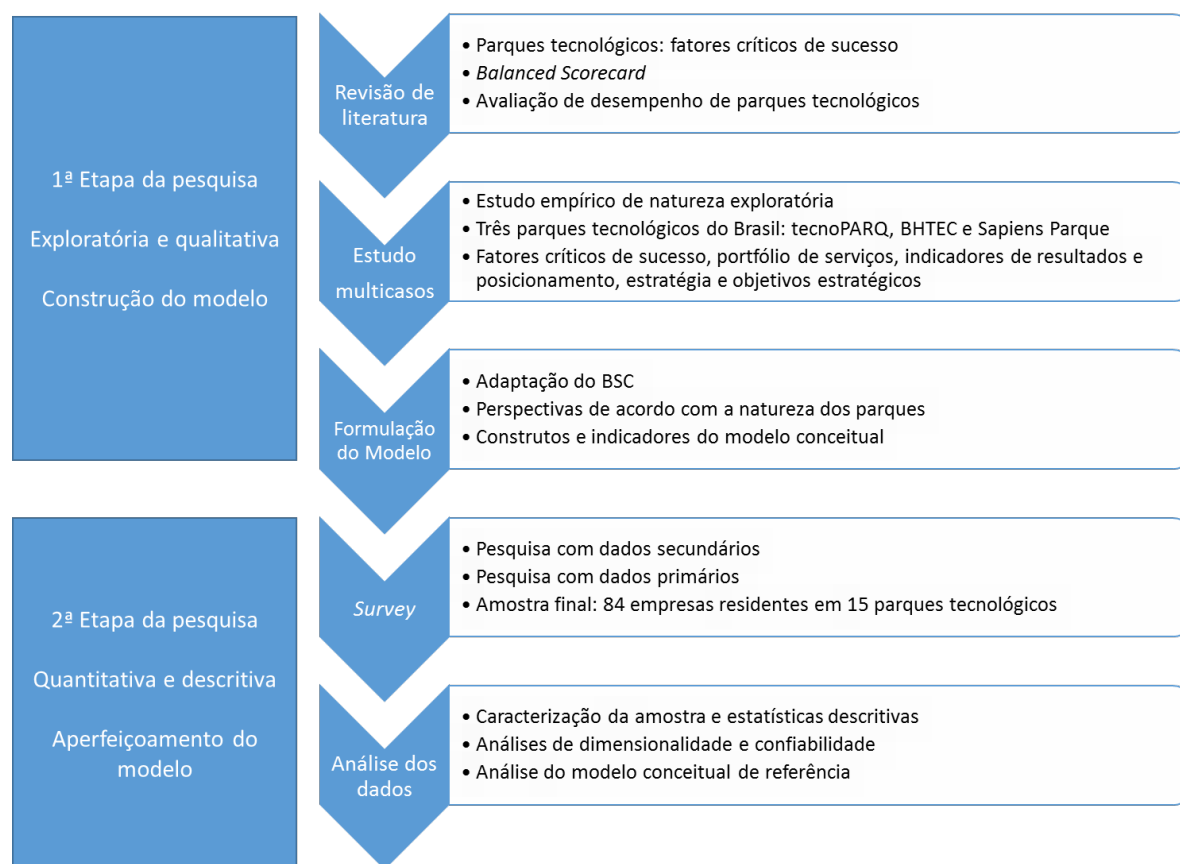 1ª Etapa da pesquisa
Exploratória e qualitativa
Construção do modelo
Revisão de
literatura
• Parques tecnológicos: fatores críticos de sucesso
• Balanced Scorecard
• Avaliação de desempenho de parques tecnológicos
Estudo
multicasos
• Estudo empírico de natureza exploratória
• Três parques tecnológicos do Brasil: tecnoPARQ, BHTEC e Sapiens Parque
• Fatores críticos de sucesso, portfólio de serviços, indicadores de resultados e
posicionamento, estratégia e objetivos estratégicos
Formulação
do Modelo
• Adaptação do BSC
• Perspectivas de acordo com a natureza dos parques
• Construtos e indicadores do modelo conceitual
2ª Etapa da pesquisa
Quantitativa e descritiva
Aperfeiçoamento do
modelo
Survey
• Pesquisa com dados secundários
• Pesquisa com dados primários
• Amostra final: 84 empresas residentes em 15 parques tecnológicos
Análise dos
dados
• Caracterização da amostra e estatísticas descritivas
• Análises de dimensionalidade e confiabilidade
• Análise do modelo conceitual de referência